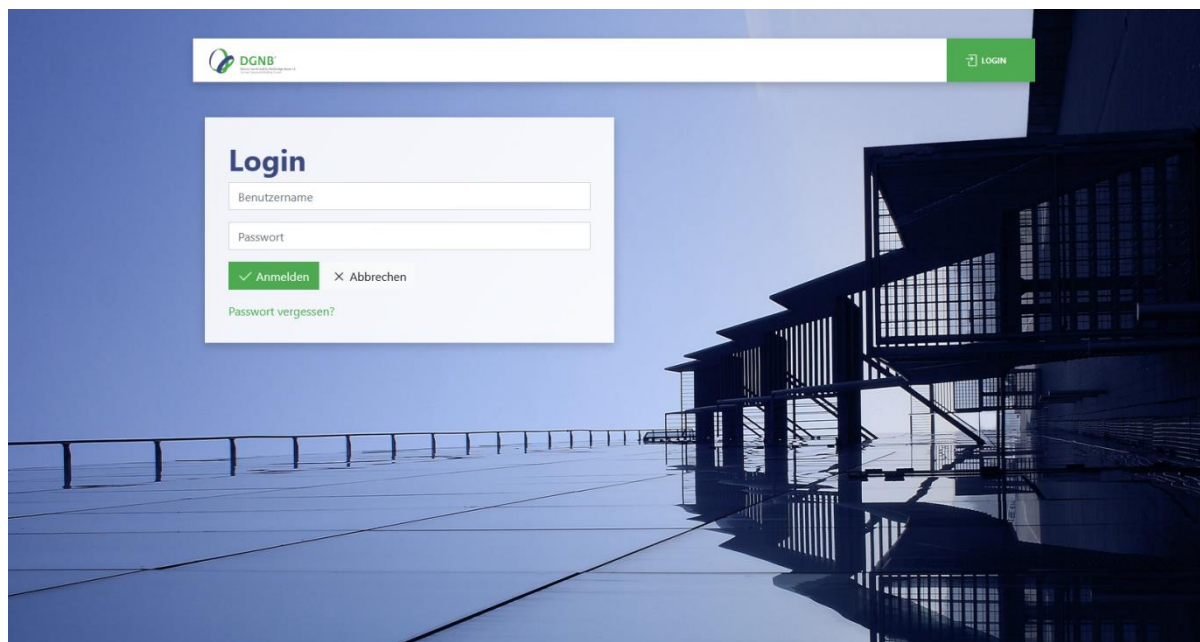 DGNB
LOGIN
Login
Benutzername
Passwort
Anmelden
Abbrechen
Passwort vergessen?